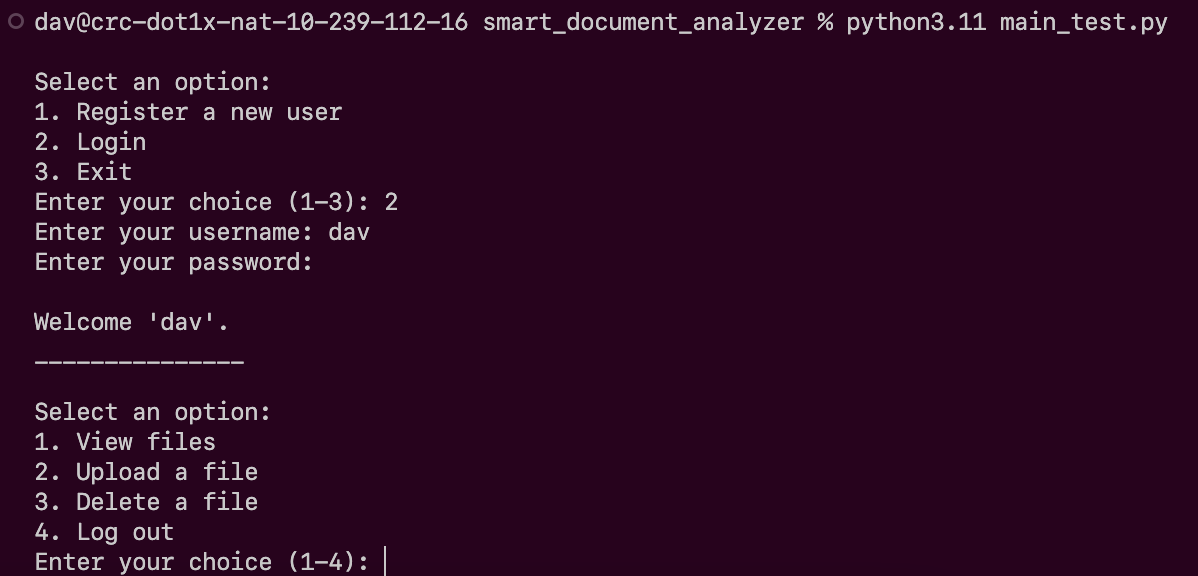 dav@crc-dot1x-nat-10-239-112-16 smart_document_analyzer % python3.11 main_test.py
Select an option:
1. Register a new user
2. Login
3. Exit
Enter your choice (1-3): 2
Enter your username: dav
Enter your password:
Welcome 'dav'.
_______________
Select an option:
1. View files
2. Upload a file
3. Delete a file
4. Log out
Enter your choice (1-4):